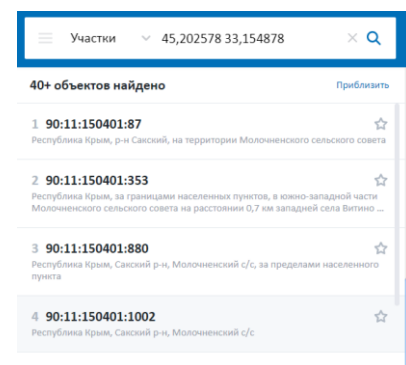 Участки 45,202578 33,154878
40+ объектов найдено Приблизить
1 90:11:150401:87
Республика Крым, р-н Сакский, на территории Молочненского сельского совета
2 90:11:150401:353
Республика Крым, за границами населенных пунктов, в южно-западной части
Молочненского сельского совета на расстоянии 0,7 км западней села Витино ...
3 90:11:150401:880
Республика Крым, Сакский р-н, Молочненский с/с, за пределами населенного
пункта
4 90:11:150401:1002
Республика Крым, Сакский р-н, Молочненский с/с